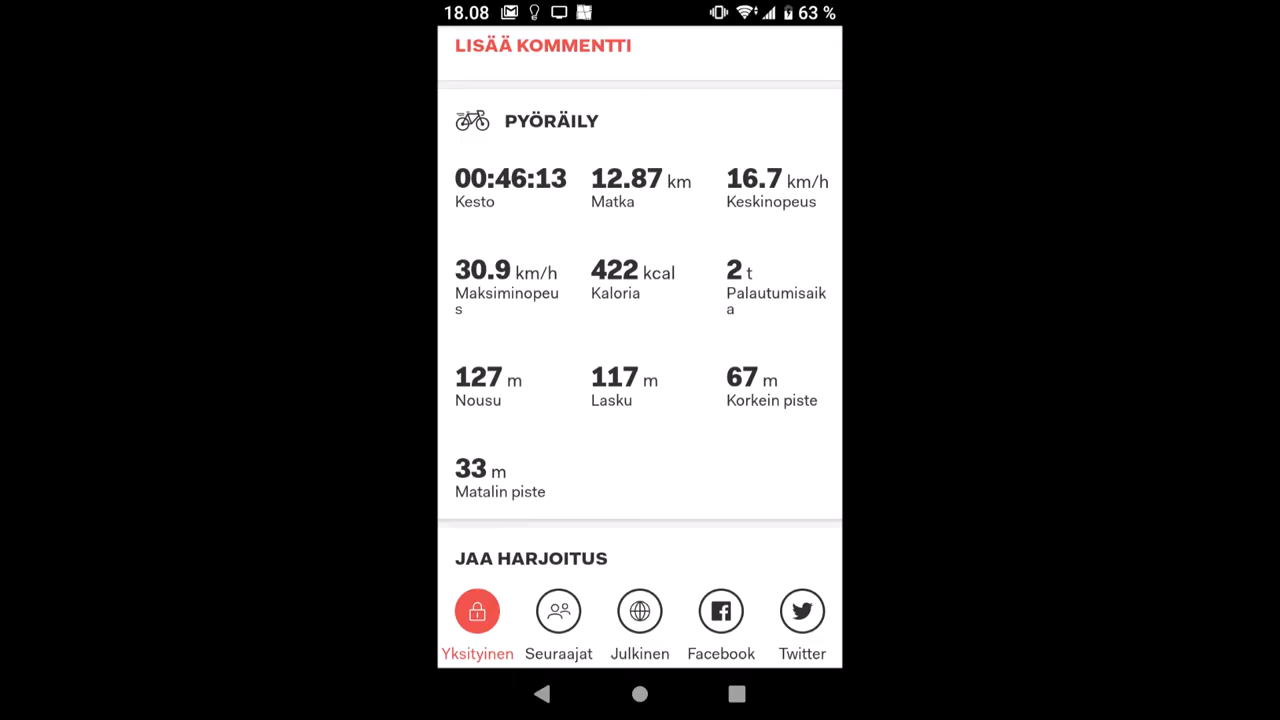 18.08 63 %
LISÄÄ KOMMENTTI
PYÖRÄILY
00:46:13 12.87 km 16.7 km/h
Kesto Matka Keskinopeus
30.9 km/h 422 kcal 2 t
Maksiminopeu Kaloria Palautumisaik
s a
127 m 117 m 67 m
Nousu Lasku Korkein piste
33 m
Matalin piste
JAA HARJOITUS
Yksityinen Seuraajat Julkinen Facebook Twitter